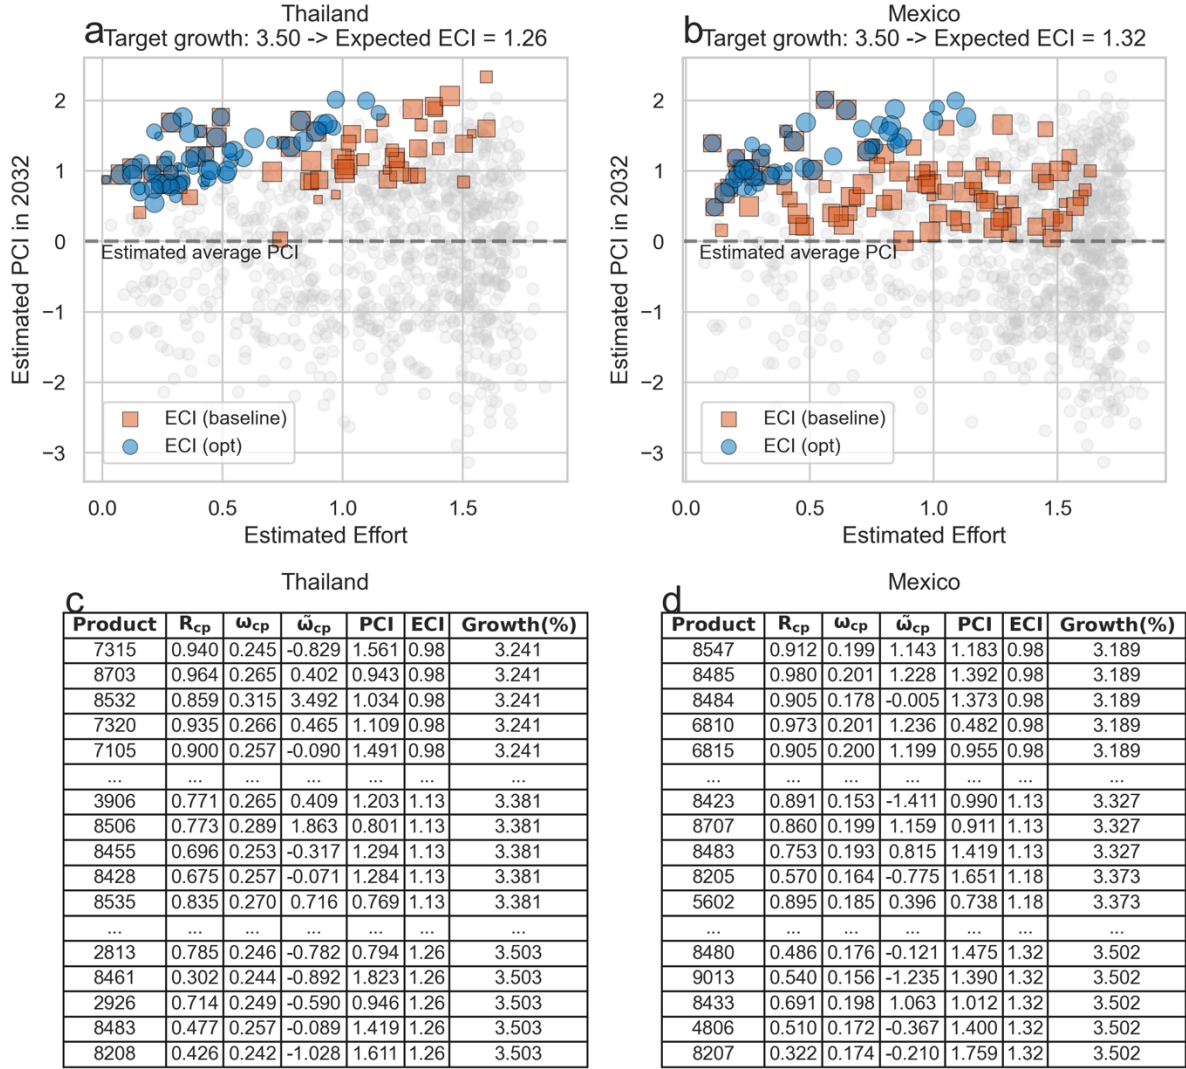 Thailand
a Target growth: 3.50 -> Expected ECI = 1.26
Estimated PCI in 2032
2
1
0
−1
−2
−3
Estimated average PCI
ECI (baseline)
ECI (opt)
0.0 0.5 1.0 1.5
Estimated Effort
Mexico
b Target growth: 3.50 -> Expected ECI = 1.32
Estimated PCI in 2032
2
1
0
−1
−2
−3
Estimated average PCI
ECI (baseline)
ECI (opt)
0.0 0.5 1.0 1.5
Estimated Effort
Thailand
c
Product R_cp ω_cp ω̃_cp PCI ECI Growth(%)
7315 0.940 0.245 -0.829 1.561 0.98 3.241
8703 0.964 0.265 0.402 0.943 0.98 3.241
8532 0.859 0.315 3.492 1.034 0.98 3.241
7320 0.935 0.266 0.465 1.109 0.98 3.241
7105 0.900 0.257 -0.090 1.491 0.98 3.241
... ... ... ... ... ... ...
3906 0.771 0.265 0.409 1.203 1.13 3.381
8506 0.773 0.289 1.863 0.801 1.13 3.381
8455 0.696 0.253 -0.317 1.294 1.13 3.381
8428 0.675 0.257 -0.071 1.284 1.13 3.381
8535 0.835 0.270 0.716 0.769 1.13 3.381
... ... ... ... ... ... ...
2813 0.785 0.246 -0.782 0.794 1.26 3.503
8461 0.302 0.244 -0.892 1.823 1.26 3.503
2926 0.714 0.249 -0.590 0.946 1.26 3.503
8483 0.477 0.257 -0.089 1.419 1.26 3.503
8208 0.426 0.242 -1.028 1.611 1.26 3.503
Mexico
d
Product R_cp ω_cp ω̃_cp PCI ECI Growth(%)
8547 0.912 0.199 1.143 1.183 0.98 3.189
8485 0.980 0.201 1.228 1.392 0.98 3.189
8484 0.905 0.178 -0.005 1.373 0.98 3.189
6810 0.973 0.201 1.236 0.482 0.98 3.189
6815 0.905 0.200 1.199 0.955 0.98 3.189
... ... ... ... ... ... ...
8423 0.891 0.153 -1.411 0.990 1.13 3.327
8707 0.860 0.199 1.159 0.911 1.13 3.327
8483 0.753 0.193 0.815 1.419 1.13 3.327
8205 0.570 0.164 -0.775 1.651 1.18 3.373
5602 0.895 0.185 0.396 0.738 1.18 3.373
... ... ... ... ... ... ...
8480 0.486 0.176 -0.121 1.475 1.32 3.502
9013 0.540 0.156 -1.235 1.390 1.32 3.502
8433 0.691 0.198 1.063 1.012 1.32 3.502
4806 0.510 0.172 -0.367 1.400 1.32 3.502
8207 0.322 0.174 -0.210 1.759 1.32 3.502